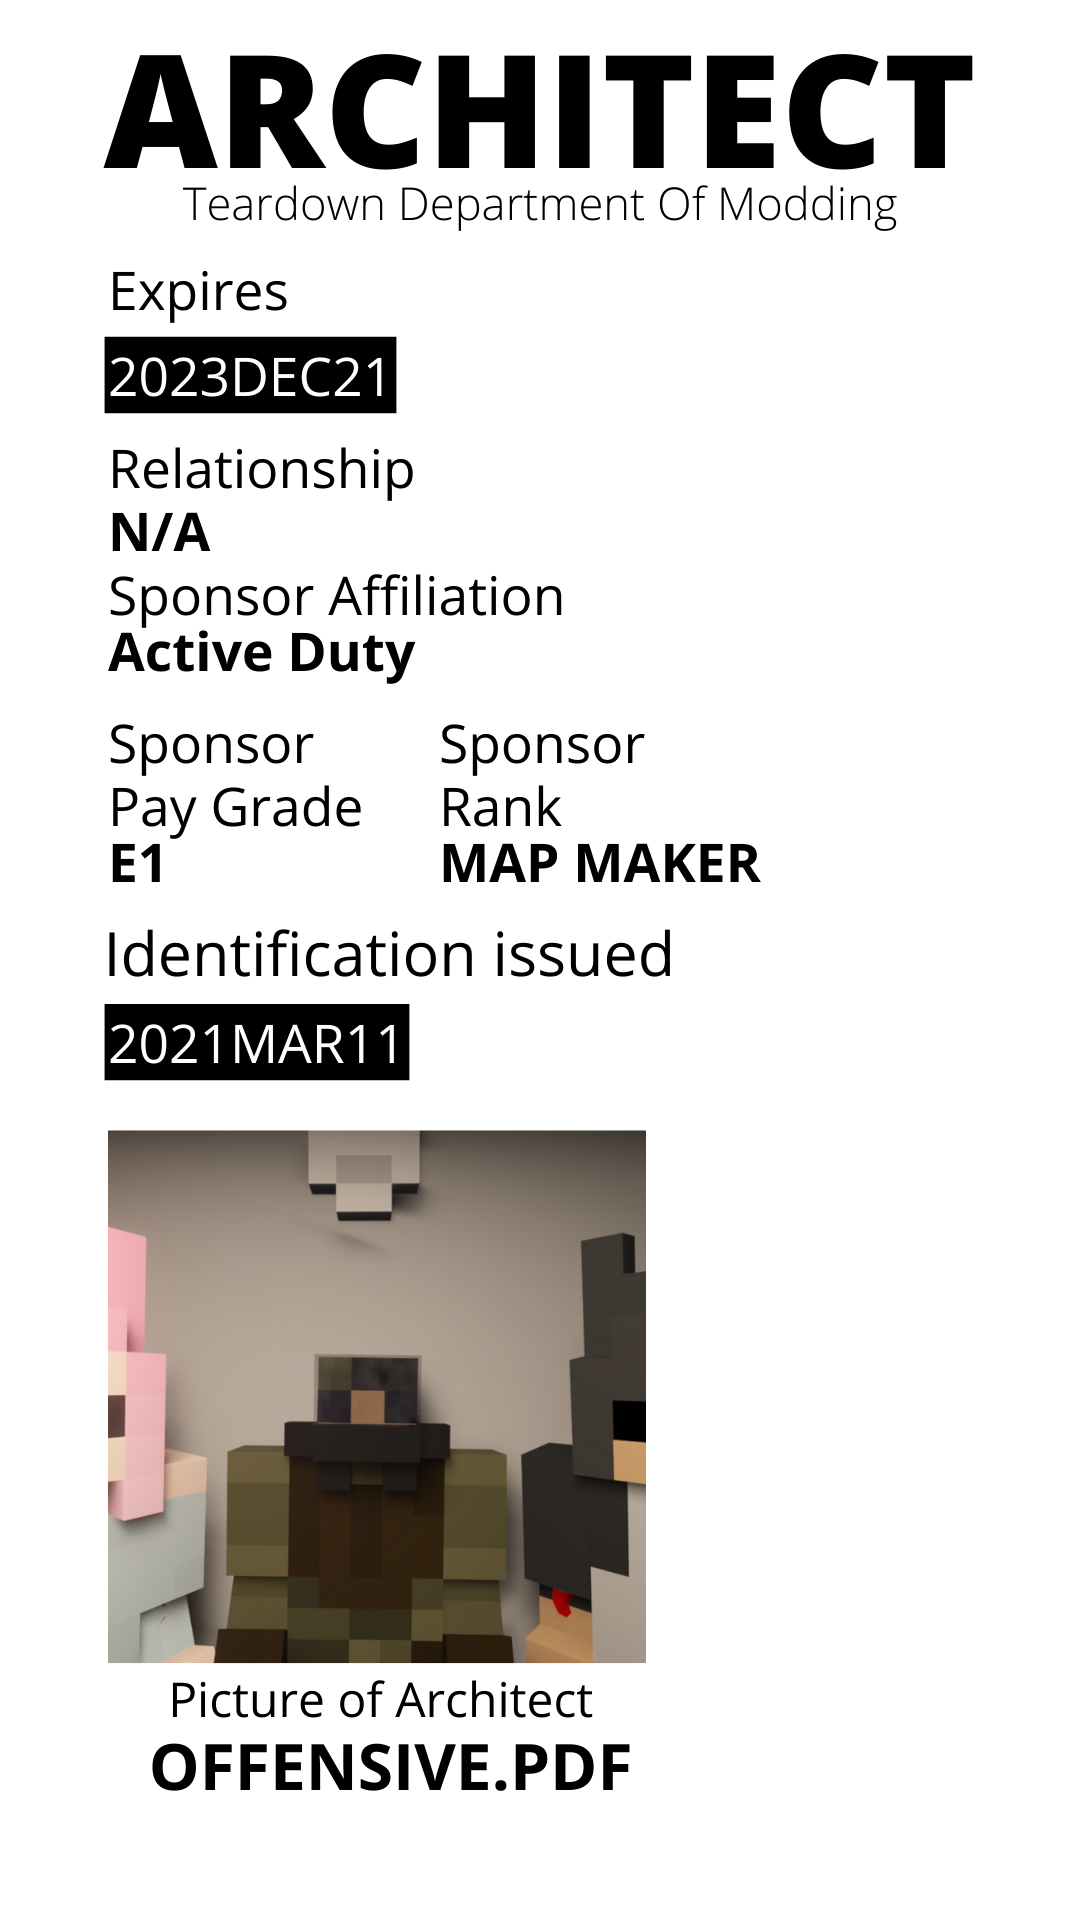 ARCHITECT
Teardown Department Of Modding
Expires
2023DEC21
Relationship
N/A
Sponsor Affiliation
Active Duty
Sponsor
Pay Grade
E1
Sponsor
Rank
MAP MAKER
Identification issued
2021MAR11
Picture of Architect
OFFENSIVE.PDF